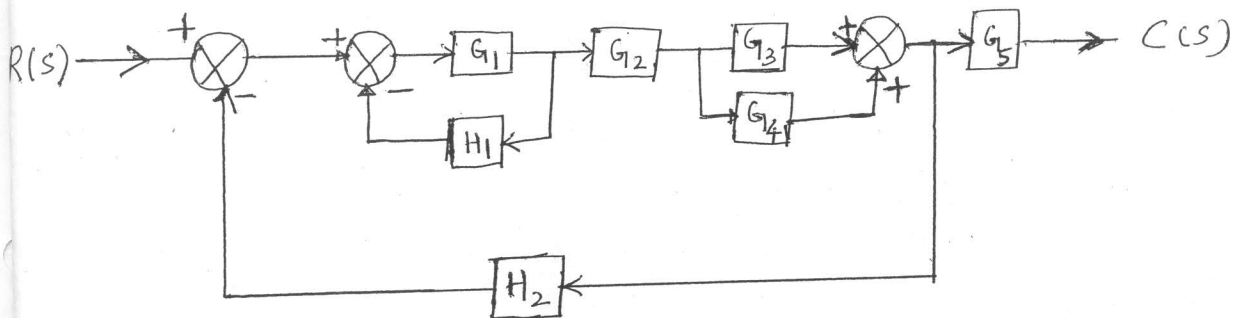 R(S) + - + - G1 G2 G3 + + G5 C(S)
H1 G4
H2